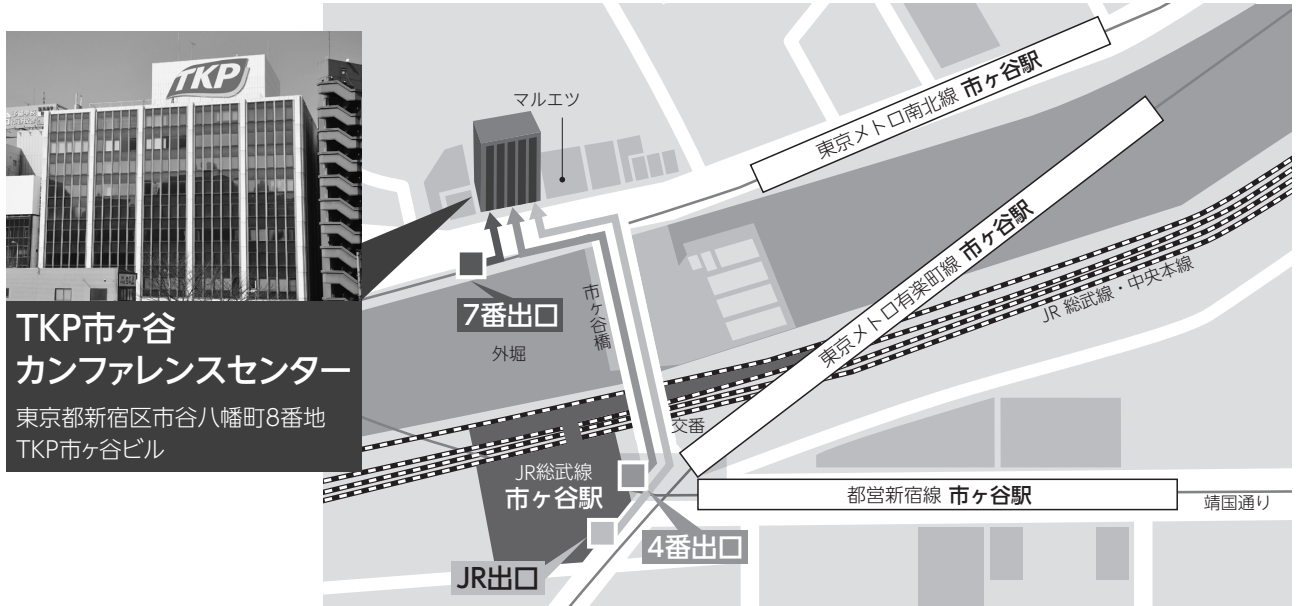 TKP
TKP市ヶ谷
カンファレンスセンター
東京都新宿区市谷八幡町8番地
TKP市ヶ谷ビル
マルエツ
東京メトロ南北線 市ヶ谷駅
東京メトロ有楽町線 市ヶ谷駅
JR 総武線・中央本線
7番出口
市ヶ谷橋
外堀
交番
JR総武線
市ヶ谷駅
都営新宿線 市ヶ谷駅
靖国通り
4番出口
JR出口